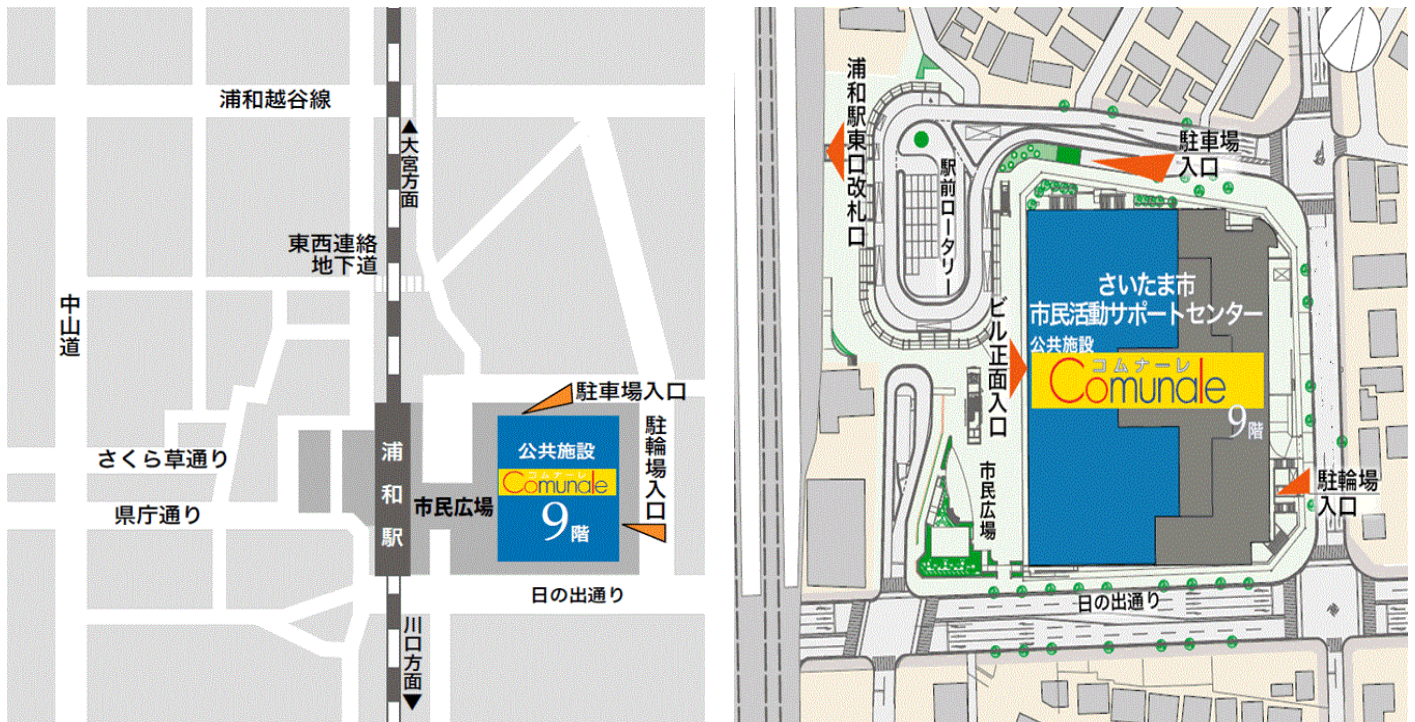 浦和越谷線
▲大宮方面
東西連絡
地下道
中山道
駐車場入口
駐輪場入口
さくら草通り
県庁通り
浦和駅
市民広場
公共施設
コムナーレ
Comunale
9階
日の出通り
川口方面▼
浦和駅東口改札口
駅前ロータリー
駐車場
入口
さいたま市
市民活動サポートセンター
公共施設
コムナーレ
Comunale
9階
ビル正面入口
市民広場
駐輪場
入口
日の出通り